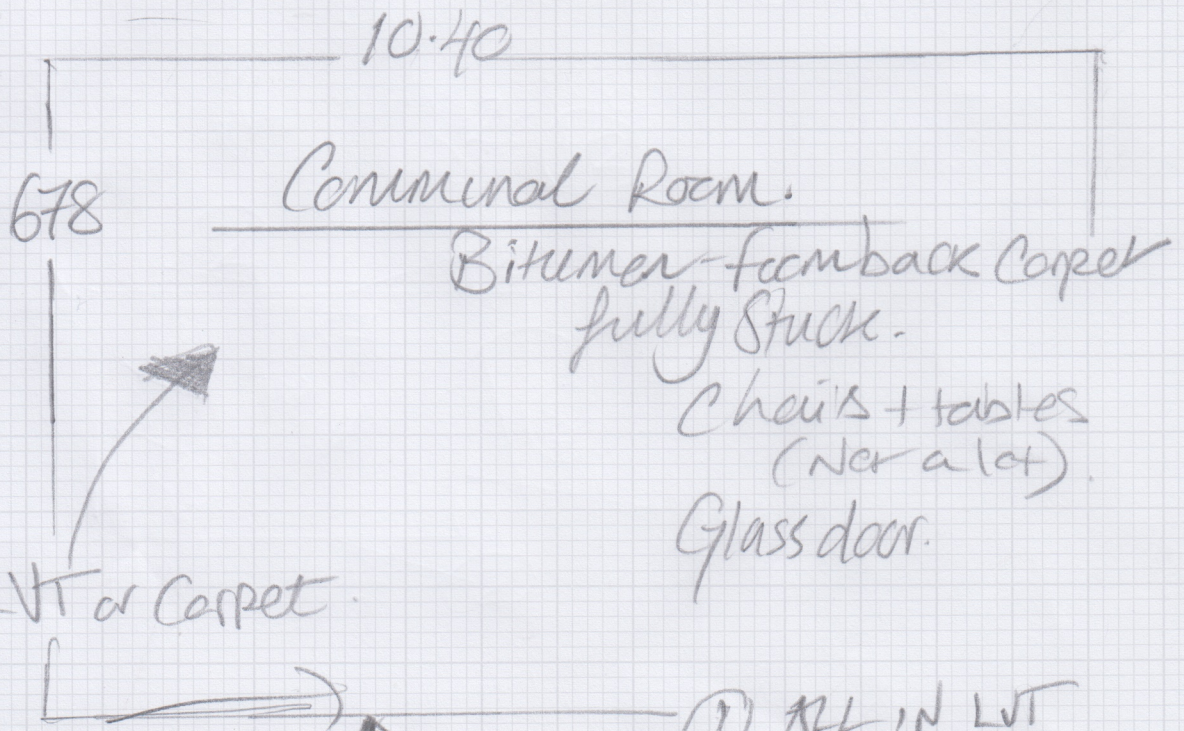 10.40
678
Communal Room.
Bitumen-foamback Carpet
fully Stuck.
Chairs + tables
(Not a lot).
Glass door.
VT or Carpet.
① ALL IN LVT